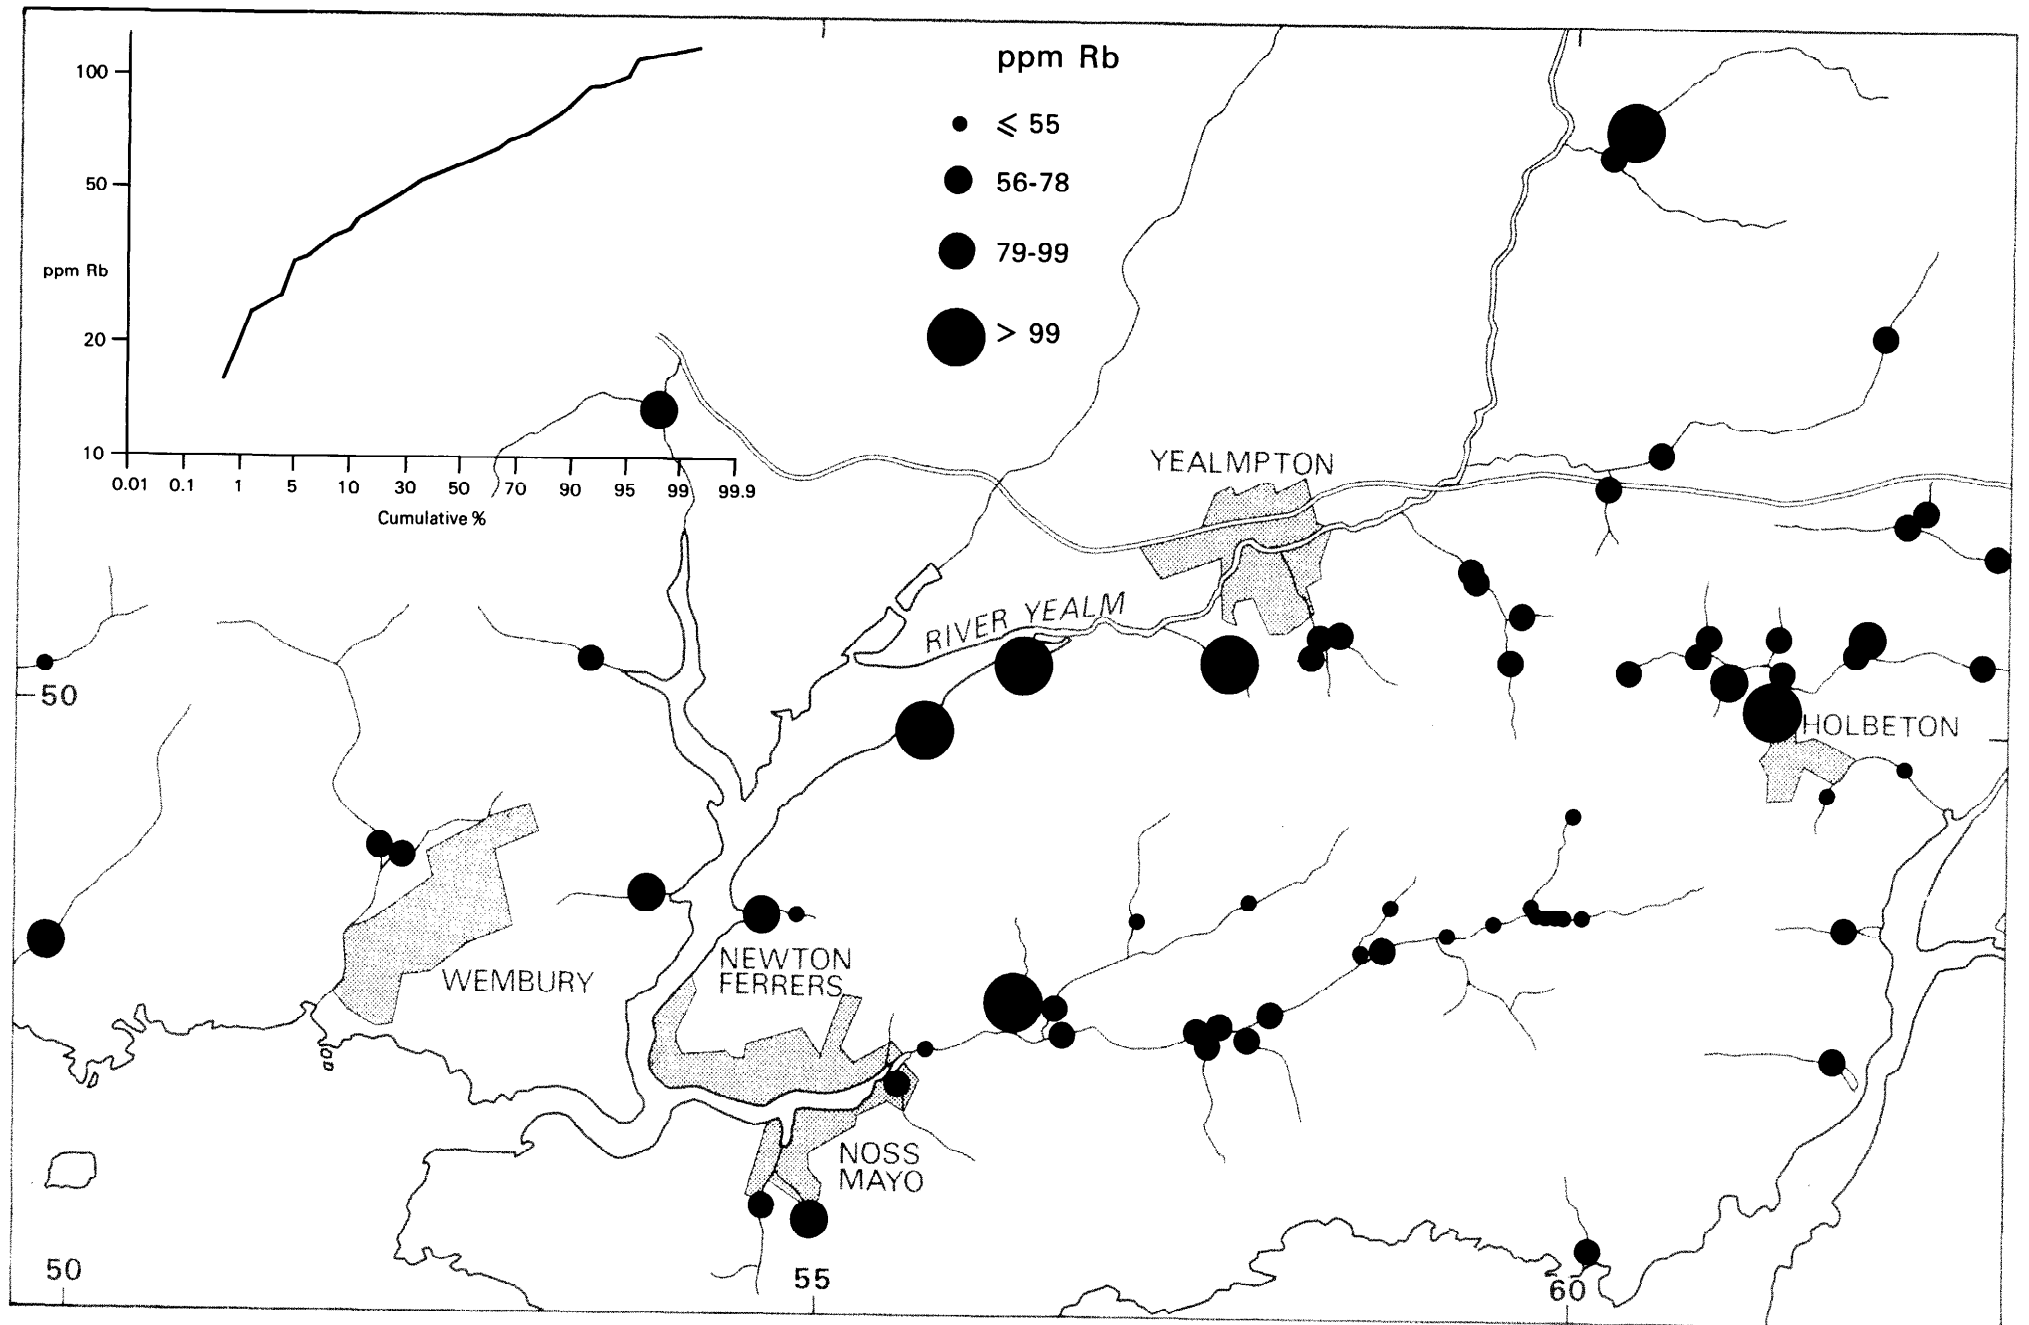 ppm Rb
⩽ 55
56-78
79-99
> 99
100
50
ppm Rb
20
10
0.01 0.1 1 5 10 30 50 70 90 95 99 99.9
Cumulative %
YEALMPTON
RIVER YEALM
50
HOLBETON
WEMBURY
NEWTON
FERRERS
NOSS
MAYO
50
55
60